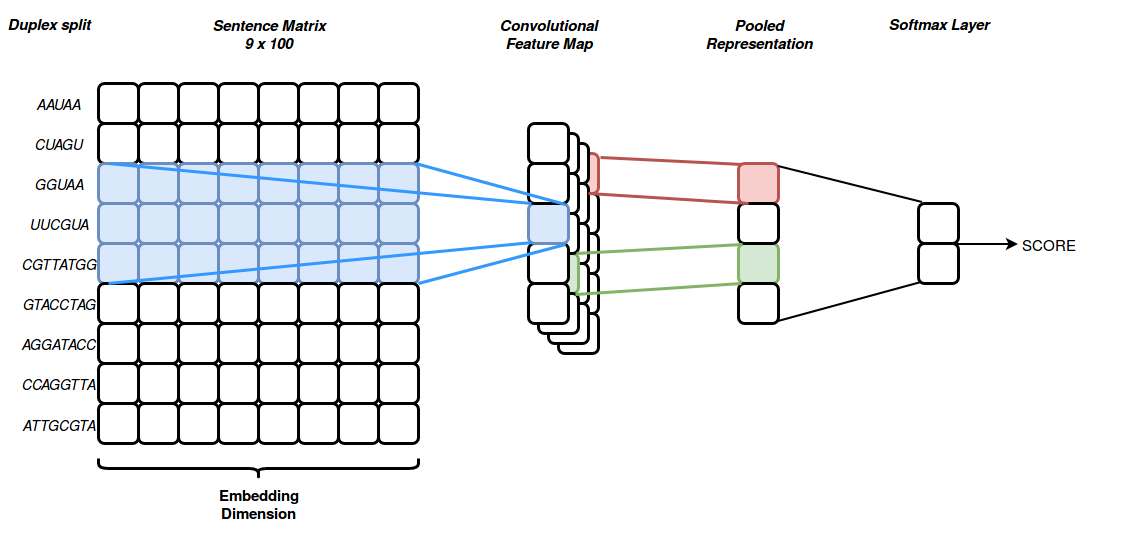 Duplex split
Sentence Matrix
9 x 100
Convolutional
Feature Map
Pooled
Representation
Softmax Layer
AAUAA
CUAGU
GGUAA
UUCGUA
CGTTATGG
GTACCTAG
AGGATACC
CCAGGTTA
ATTGCGTA
SCORE
Embedding
Dimension